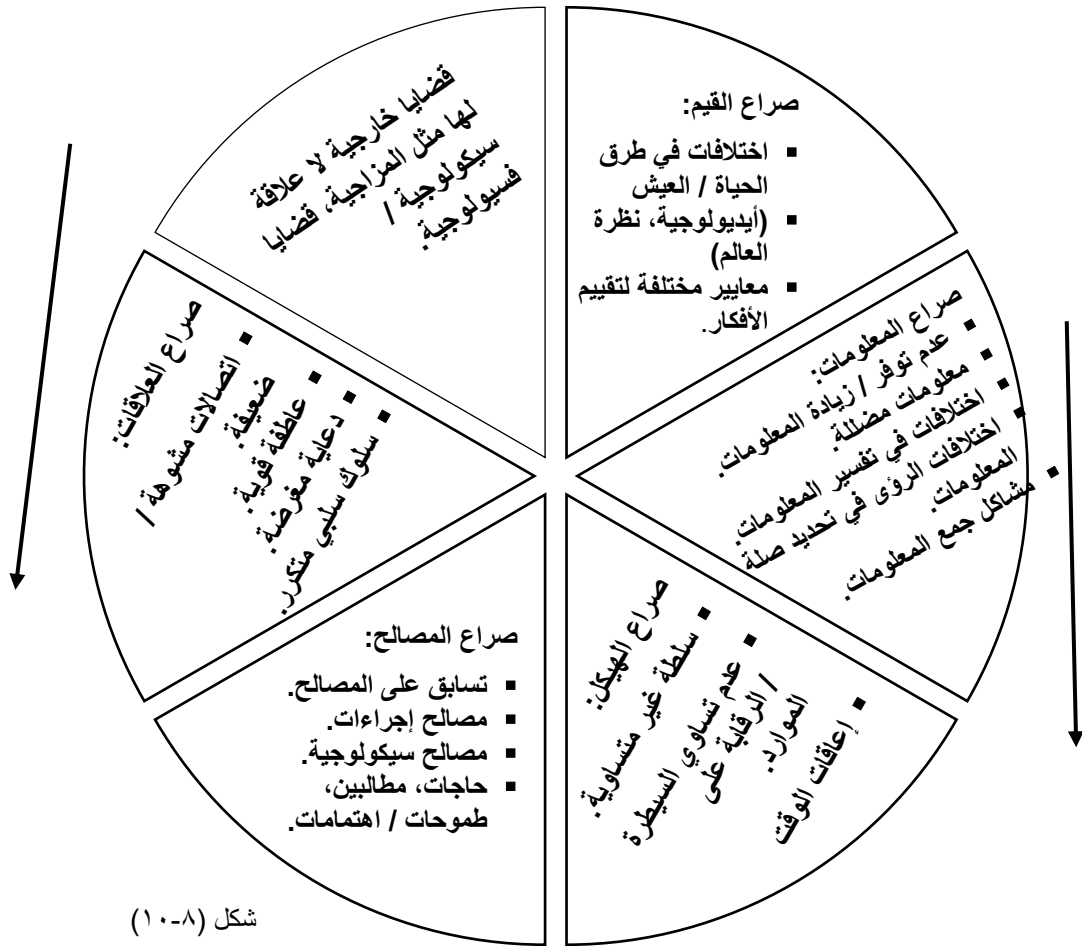 صراع القيم:
▪ اختلافات في طرق
الحياة / العيش
▪ (أيديولوجية، نظرة
العالم)
▪ معايير مختلفة لتقييم
الأفكار.
صراع المعلومات:
▪ عدم توفر / زيادة المعلومات.
▪ معلومات مضللة.
▪ اختلافات في تفسير المعلومات.
▪ اختلافات الرؤى في تحديد صلة
المعلومات.
▪ مشاكل جمع المعلومات.
صراع الهيكل:
▪ سلطة غير متساوية.
▪ عدم تساوي السيطرة
/ الرقابة على
الموارد.
▪ إعاقات الوقت
صراع المصالح:
▪ تسابق على المصالح.
▪ مصالح إجراءات.
▪ مصالح سيكولوجية.
▪ حاجات، مطالبين،
طموحات / اهتمامات.
صراع العلاقات:
▪ اتصالات مشوهة /
ضعيفة.
▪ عاطفة قوية.
▪ دعاية مغرضة.
▪ سلوك سلبي متكرر.
قضايا خارجية لا علاقة
لها مثل المزاجية، قضايا
سيكولوجية /
فسيولوجية.
شكل (٨-١٠)